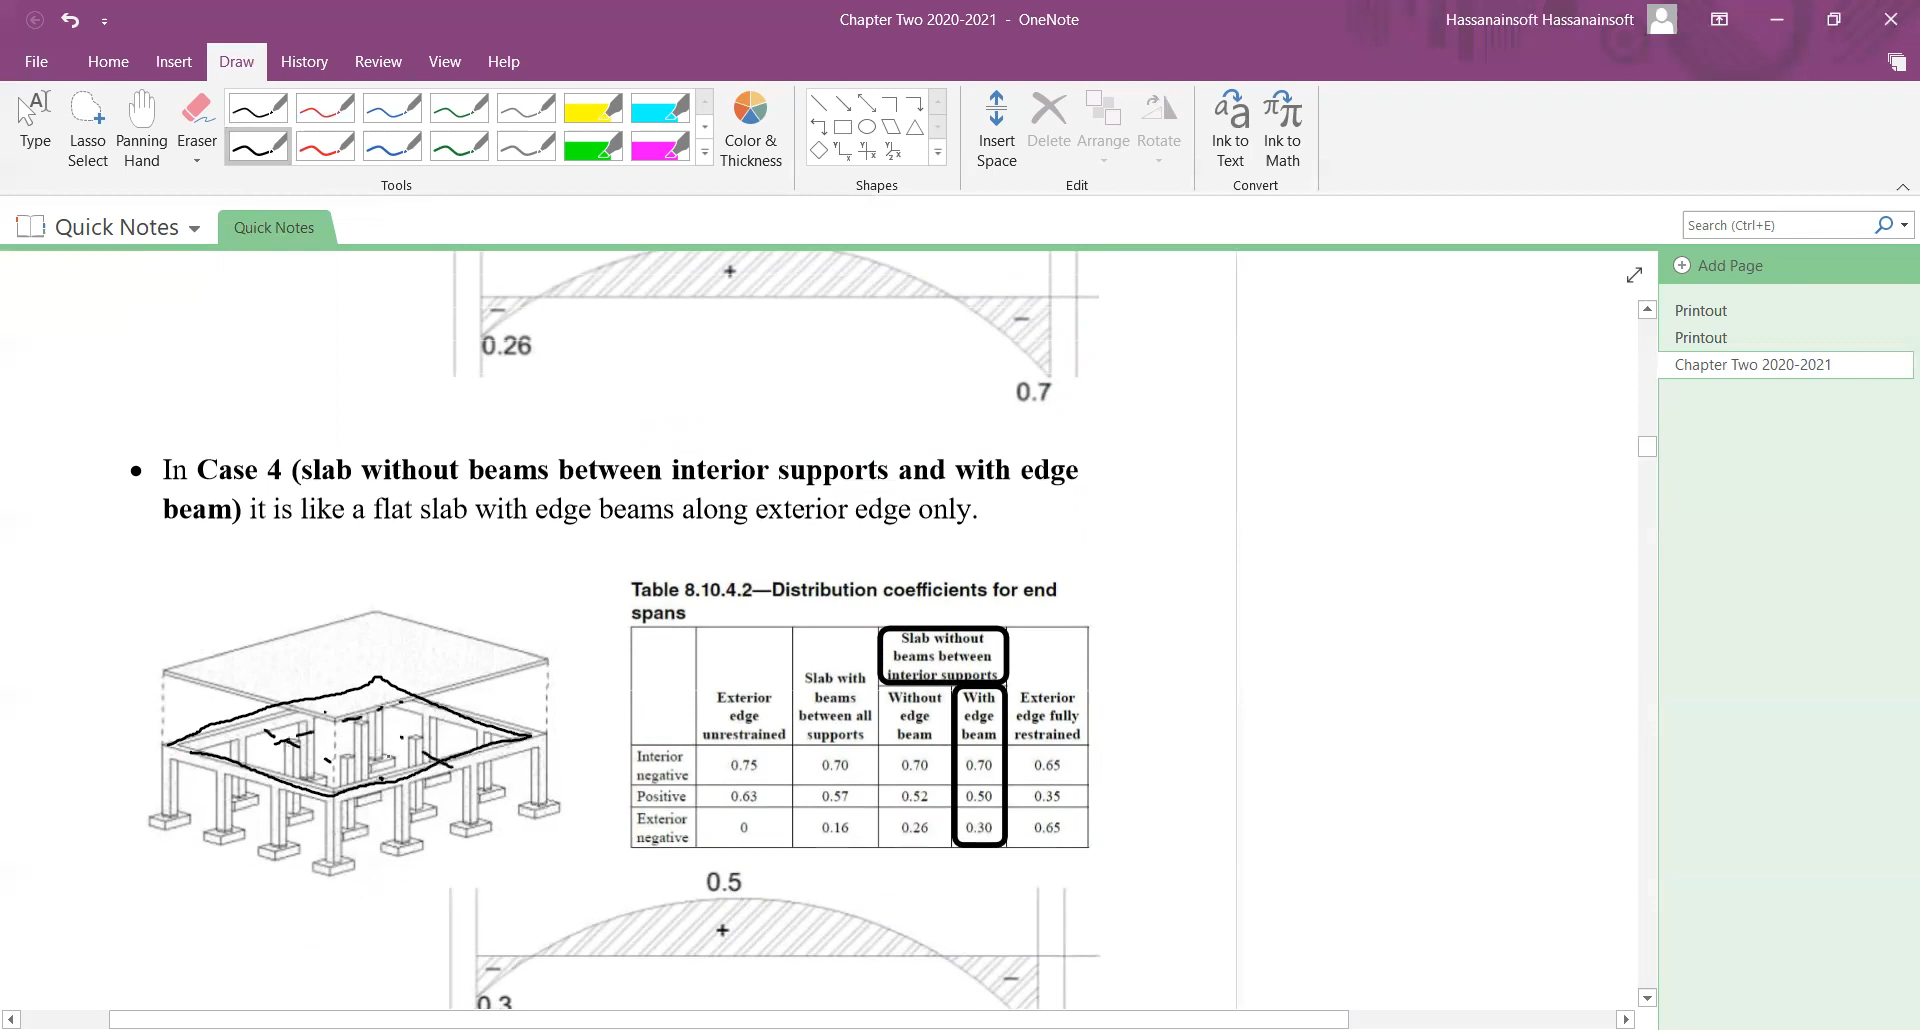 Chapter Two 2020-2021 - OneNote
Hassanainsoft Hassanainsoft
File Home Insert Draw History Review View Help
Type
Lasso Select
Panning Hand
Eraser
Color & Thickness
Insert Space
Delete
Arrange
Rotate
Ink to Text
Ink to Math
Tools
Shapes
Edit
Convert
Quick Notes
Quick Notes
Search (Ctrl+E)
Add Page
Printout
Printout
Chapter Two 2020-2021
+
−
−
0.26
0.7
• In Case 4 (slab without beams between interior supports and with edge
beam) it is like a flat slab with edge beams along exterior edge only.
Table 8.10.4.2—Distribution coefficients for end
spans
Exterior edge unrestrained
Slab with beams between all supports
Slab without beams between interior supports
Without edge beam
With edge beam
Exterior edge fully restrained
Interior negative 0.75 0.70 0.70 0.70 0.65
Positive 0.63 0.57 0.52 0.50 0.35
Exterior negative 0 0.16 0.26 0.30 0.65
0.5
+
−
−
0.3